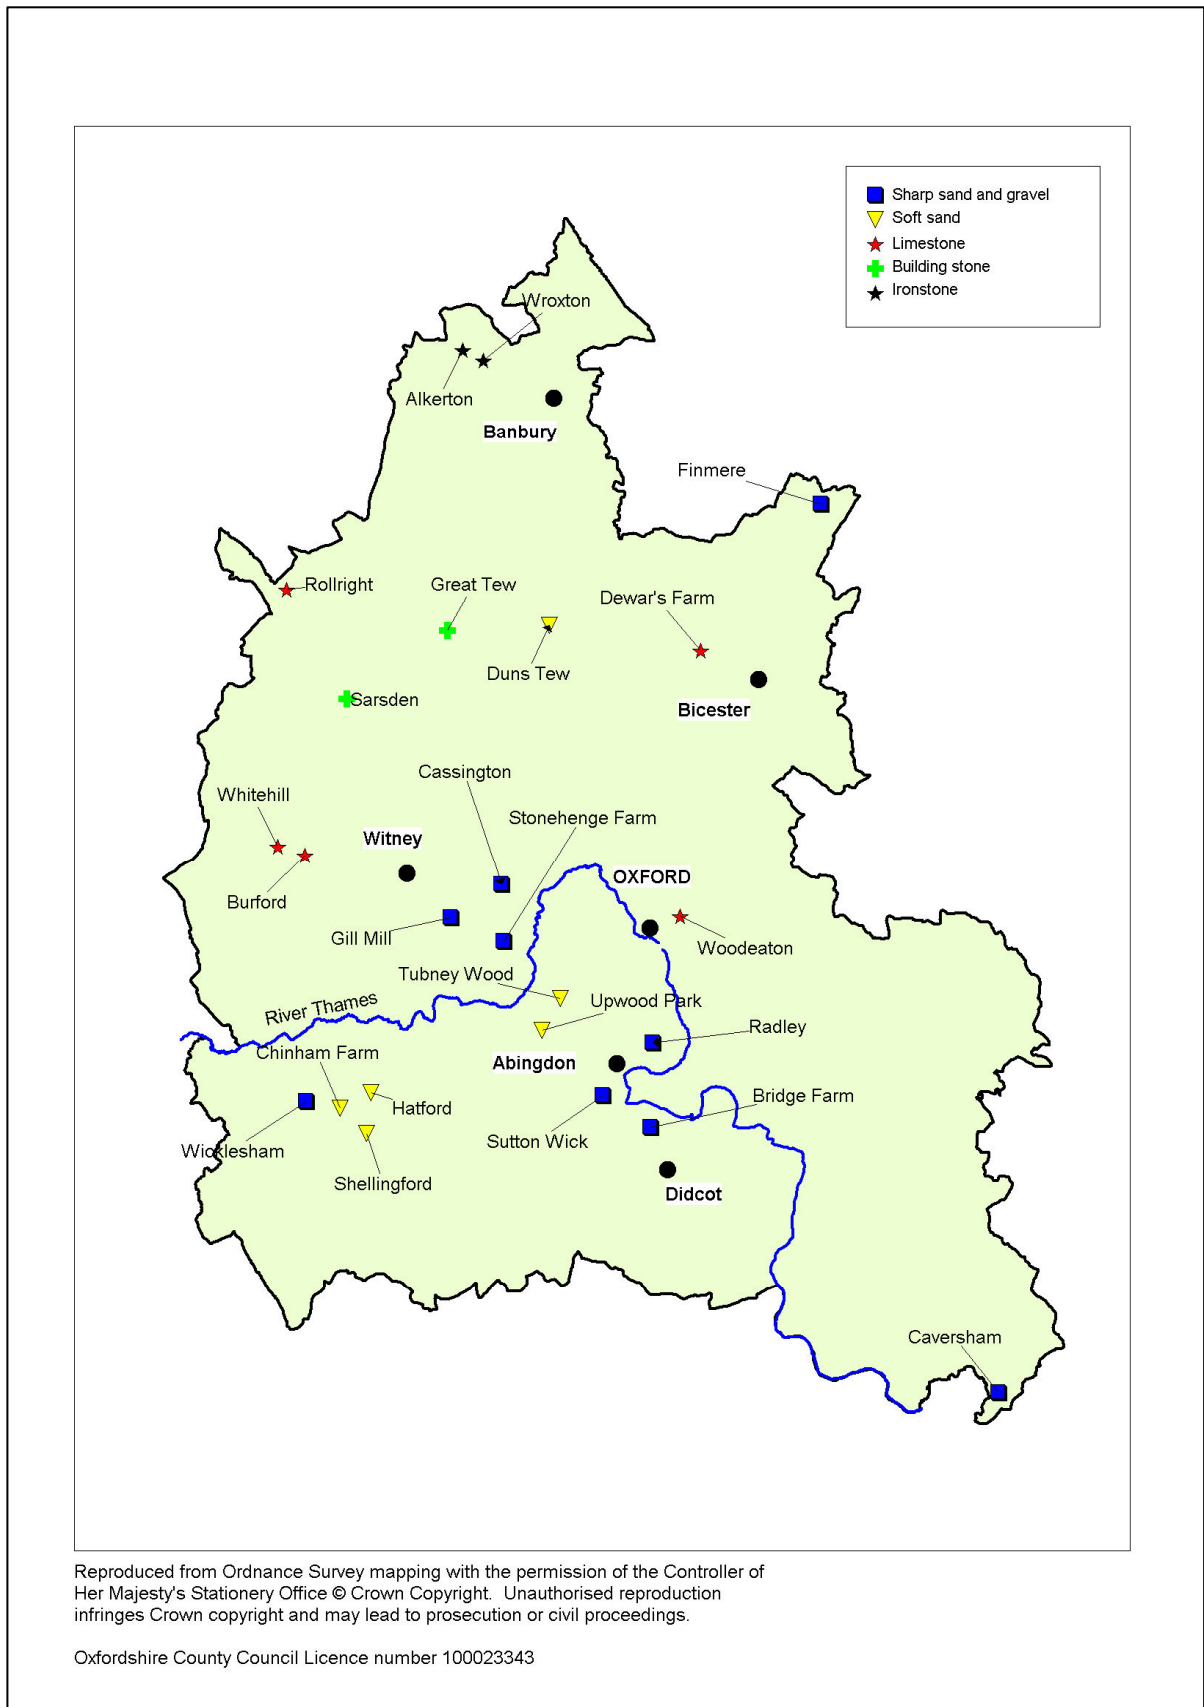 Sharp sand and gravel
Soft sand
Limestone
Building stone
Ironstone
Wroxton
Alkerton
Banbury
Finmere
Rollright
Great Tew
Dewar's Farm
Duns Tew
Sarsden
Bicester
Cassington
Whitehill
Stonehenge Farm
Witney
OXFORD
Burford
Gill Mill
Woodeaton
Tubney Wood
River Thames
Upwood Park
Radley
Chinham Farm
Abingdon
Hatford
Bridge Farm
Sutton Wick
Wicklesham
Shellingford
Didcot
Caversham
Reproduced from Ordnance Survey mapping with the permission of the Controller of
Her Majesty's Stationery Office © Crown Copyright.  Unauthorised reproduction
infringes Crown copyright and may lead to prosecution or civil proceedings.
Oxfordshire County Council Licence number 100023343